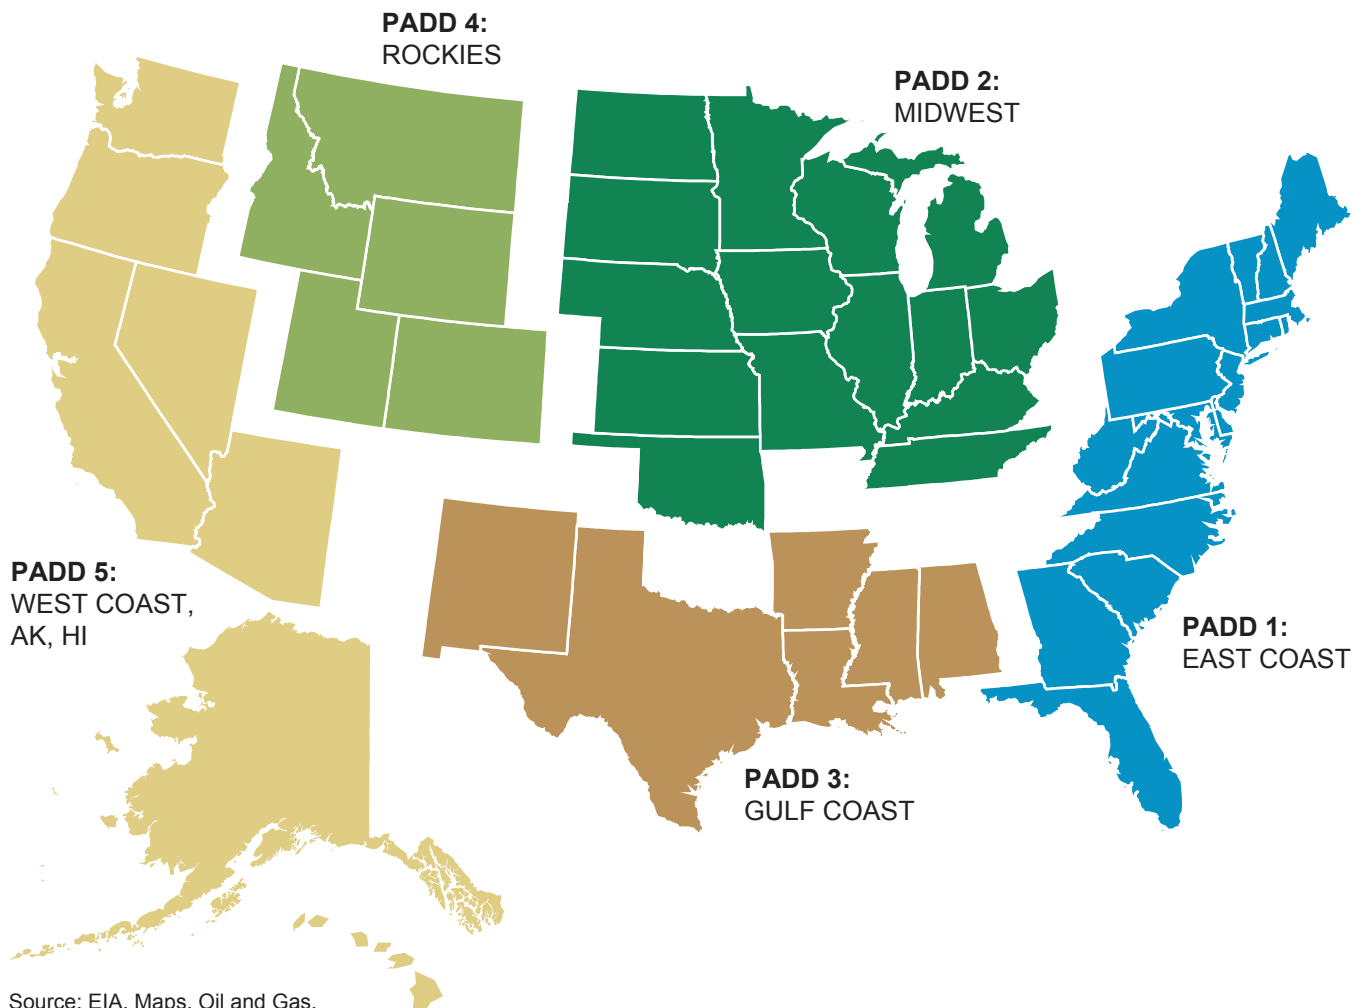 PADD 4:
ROCKIES
PADD 2:
MIDWEST
PADD 5:
WEST COAST,
AK, HI
PADD 1:
EAST COAST
PADD 3:
GULF COAST
Source: EIA, Maps, Oil and Gas.